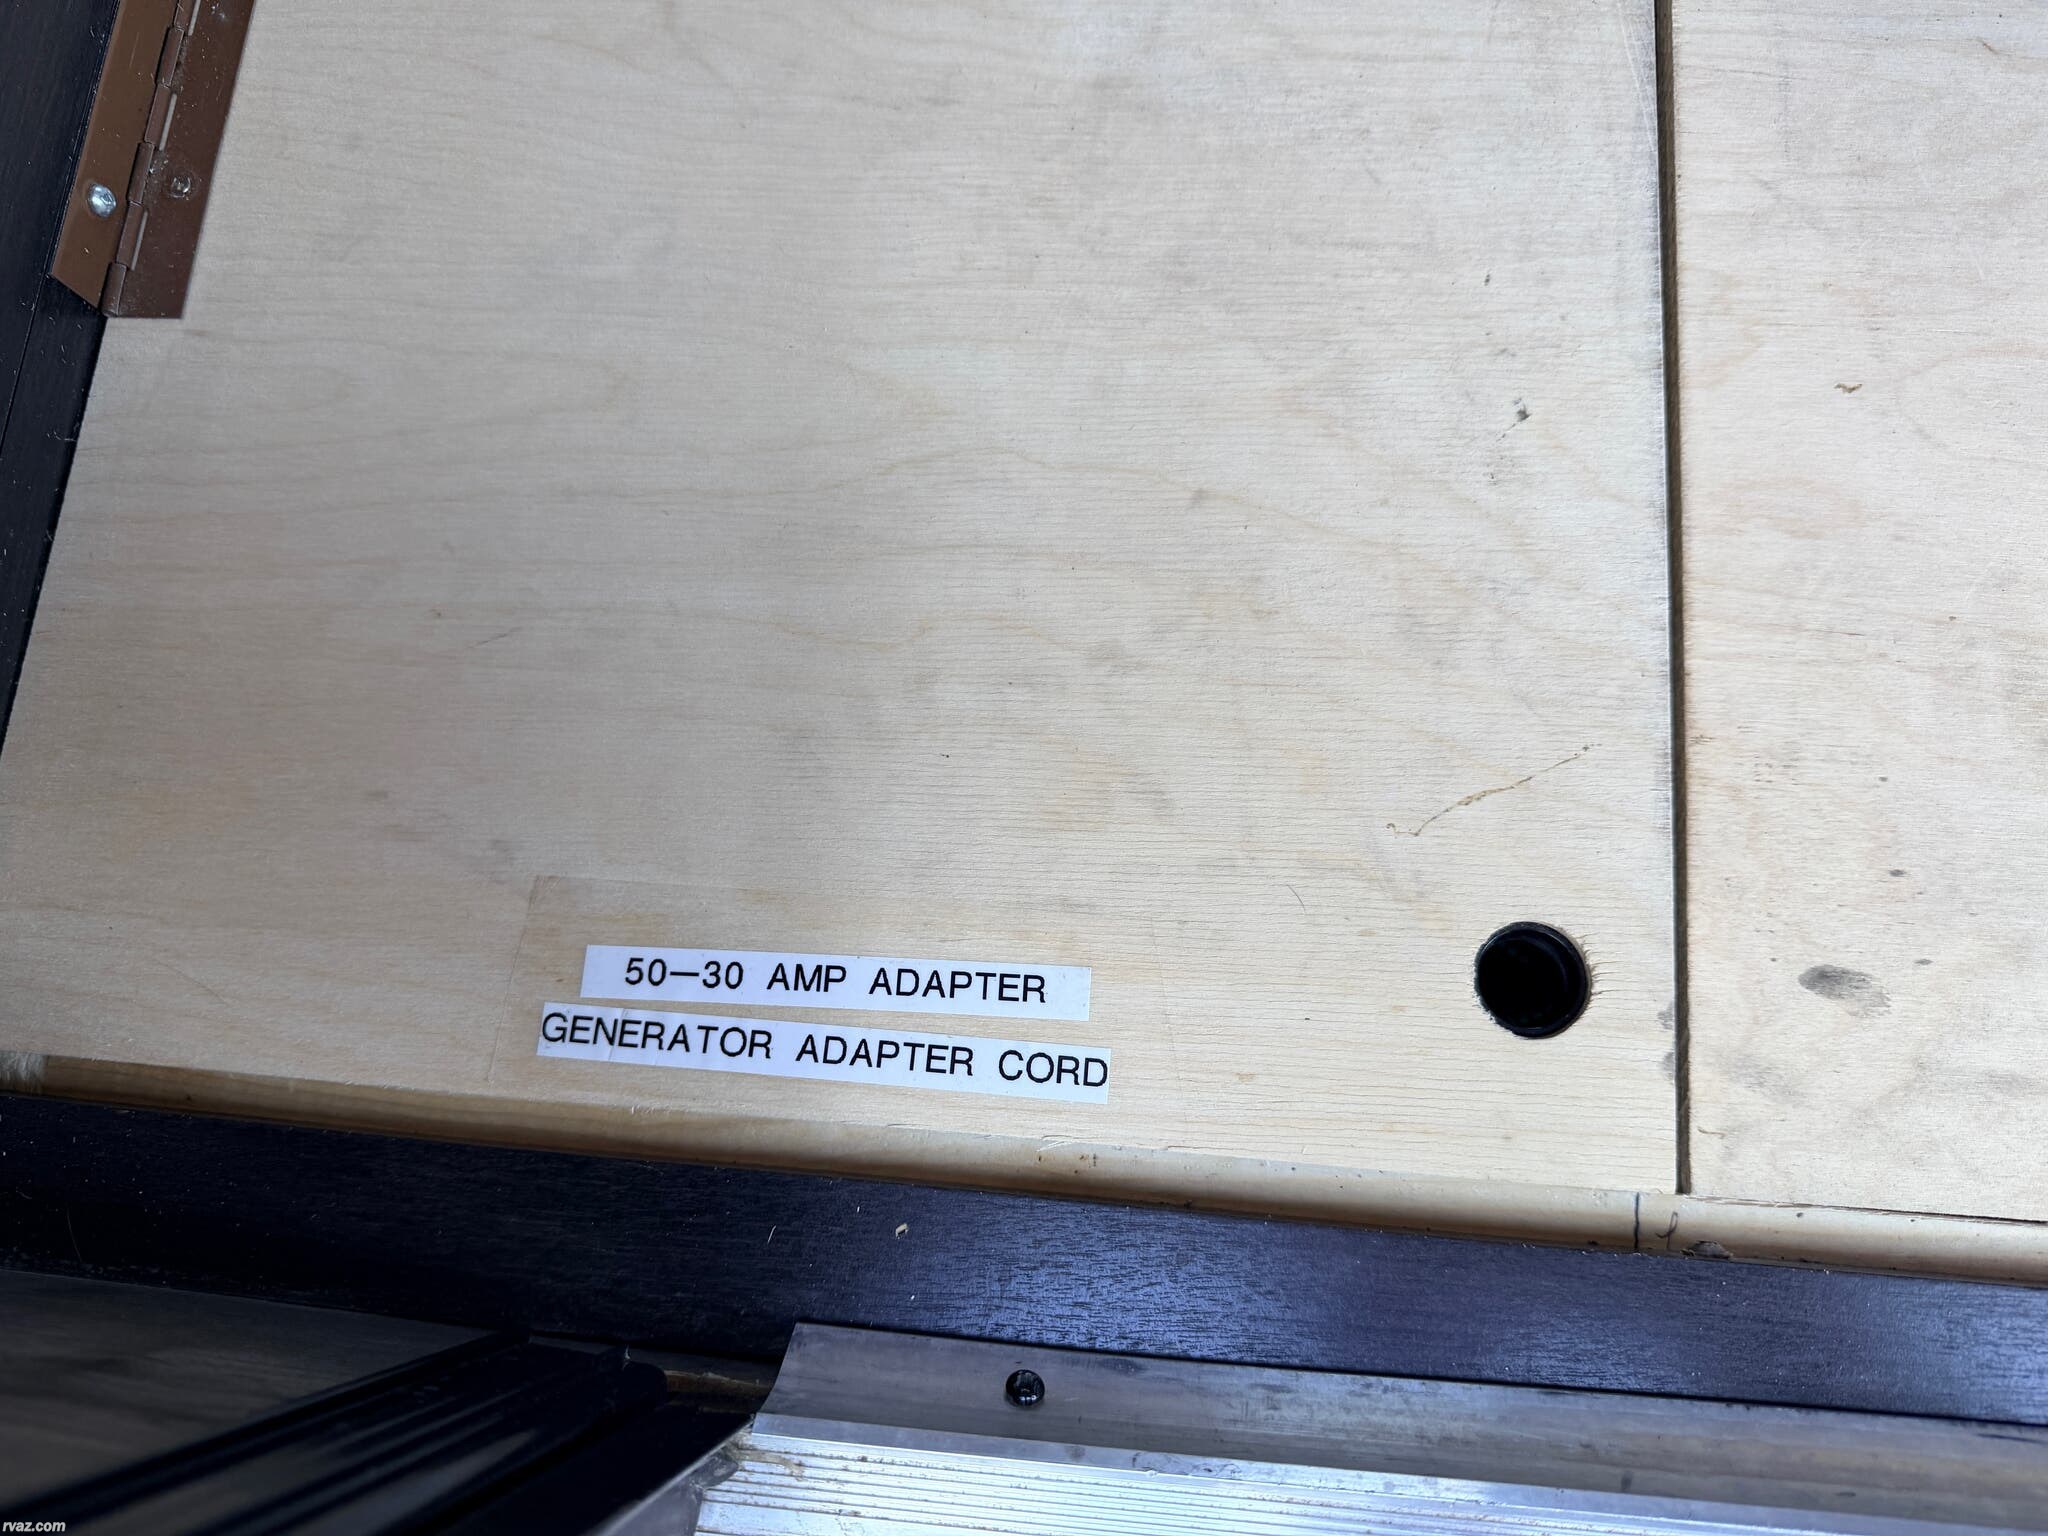 50-30 AMP ADAPTER
GENERATOR ADAPTER CORD
rvaz.com